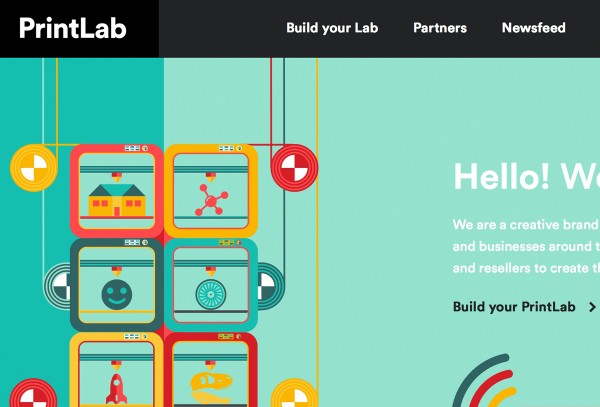 PrintLab
Build your Lab
Partners
Newsfeed
Hello!
We are a creative brand
and businesses around
and resellers to create
Build your PrintLab